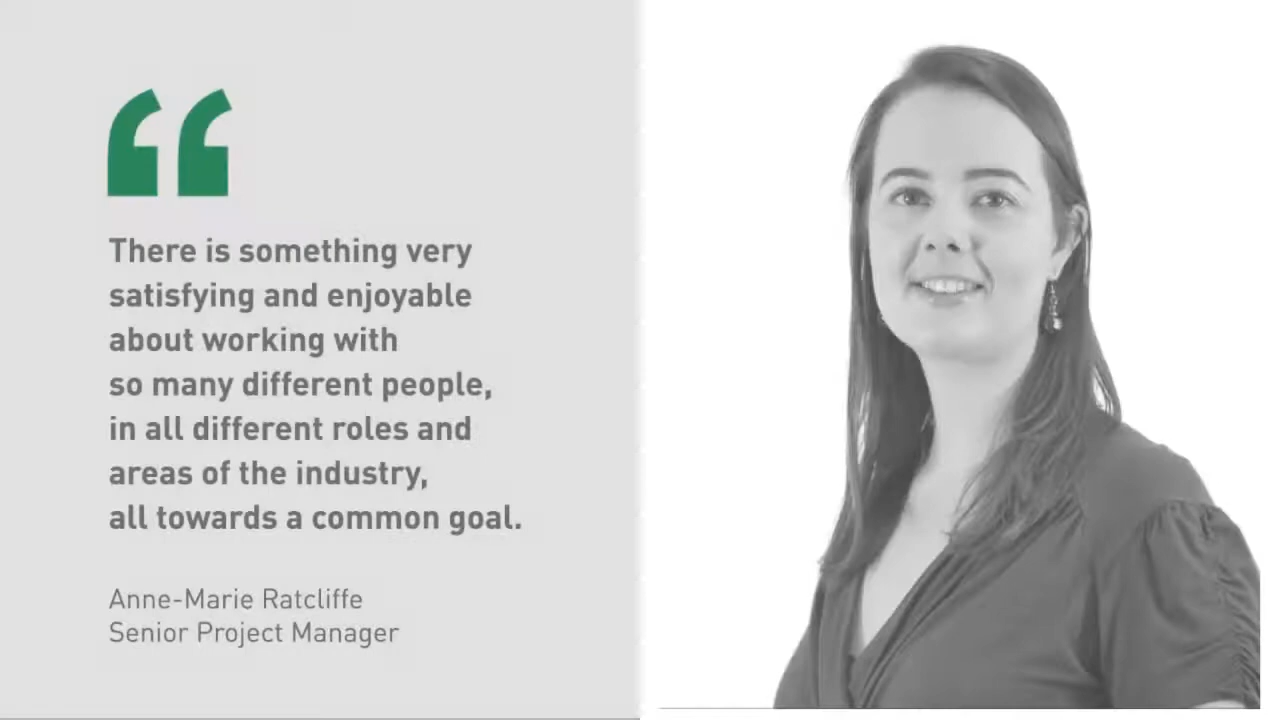 There is something very
satisfying and enjoyable
about working with
so many different people,
in all different roles and
areas of the industry,
all towards a common goal.
Anne-Marie Ratcliffe
Senior Project Manager